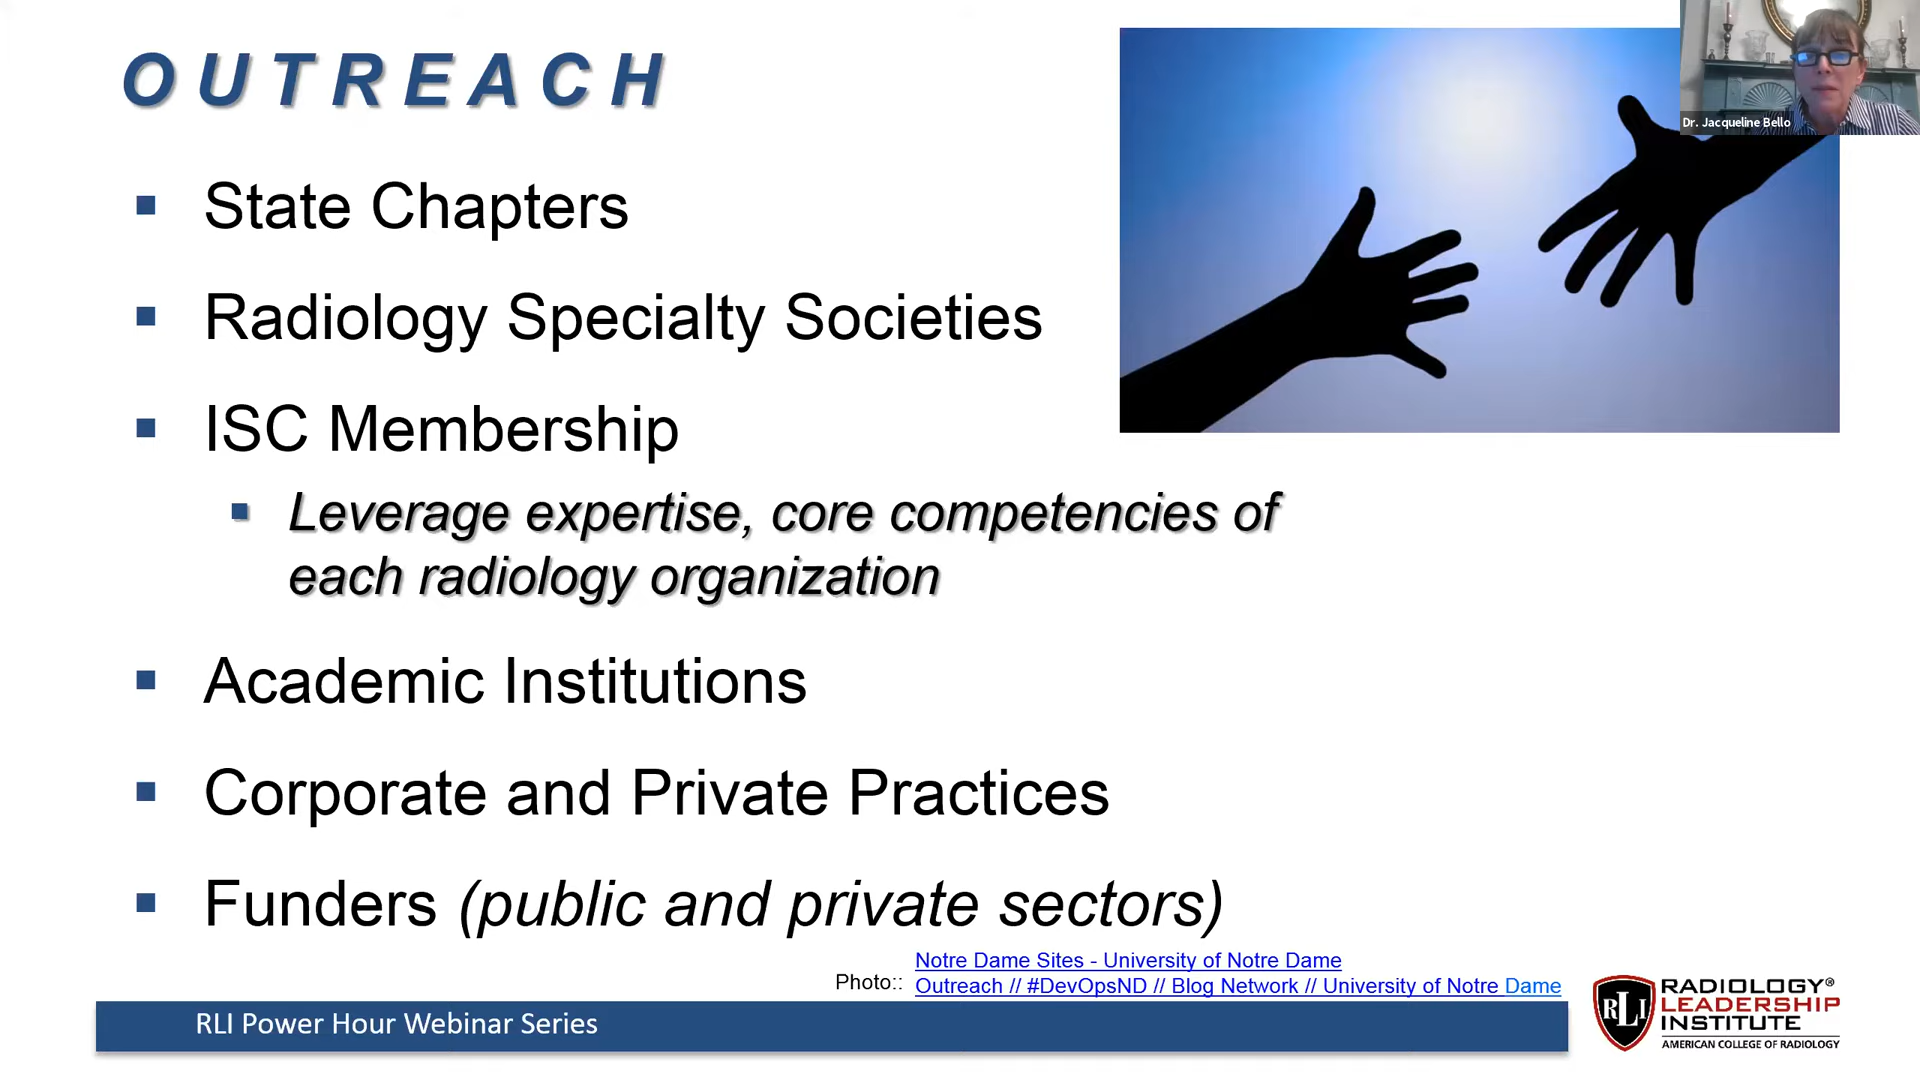 OUTREACH
Dr. Jacqueline Bello
State Chapters
Radiology Specialty Societies
ISC Membership
Leverage expertise, core competencies of
each radiology organization
Academic Institutions
Corporate and Private Practices
Funders (public and private sectors)
Photo::
Notre Dame Sites - University of Notre Dame
Outreach // #DevOpsND // Blog Network // University of Notre Dame
RLI Power Hour Webinar Series
RLI
RADIOLOGY®
LEADERSHIP
INSTITUTE
AMERICAN COLLEGE OF RADIOLOGY